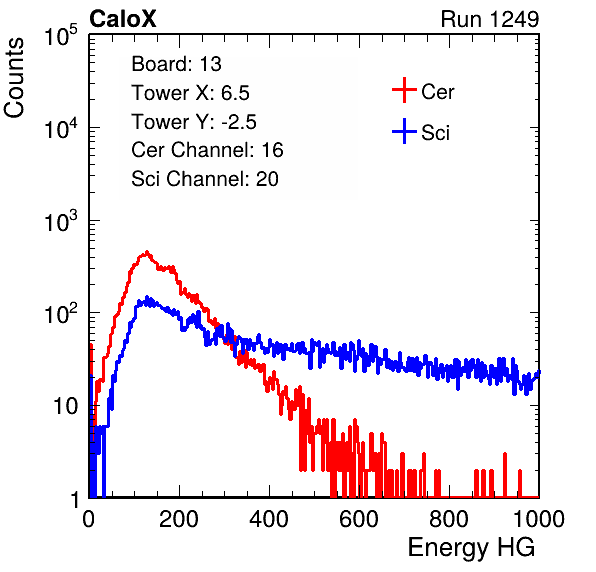 CaloX Run 1249
Counts
10^5
10^4
10^3
10^2
10
1
Board: 13
Tower X: 6.5
Tower Y: -2.5
Cer Channel: 16
Sci Channel: 20
Cer
Sci
0 200 400 600 800 1000
Energy HG